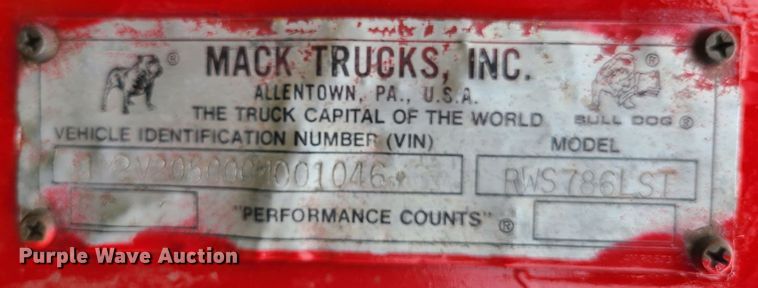 MACK TRUCKS, INC.
ALLENTOWN, PA., U.S.A.
THE TRUCK CAPITAL OF THE WORLD
BULL DOG ®
VEHICLE IDENTIFICATION NUMBER (VIN)
MODEL
RWS786LST
"PERFORMANCE COUNTS" ®
Purple Wave Auction